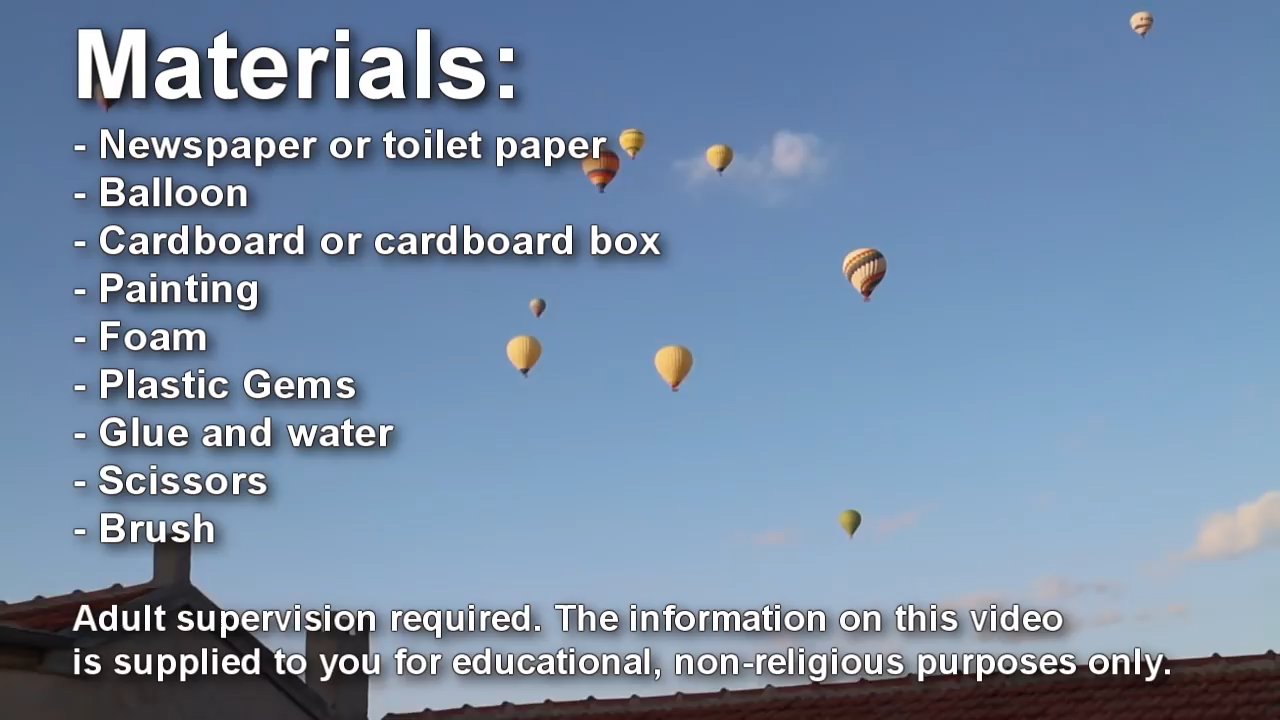 Materials:
- Newspaper or toilet paper
- Balloon
- Cardboard or cardboard box
- Painting
- Foam
- Plastic Gems
- Glue and water
- Scissors
- Brush
Adult supervision required. The information on this video
is supplied to you for educational, non-religious purposes only.